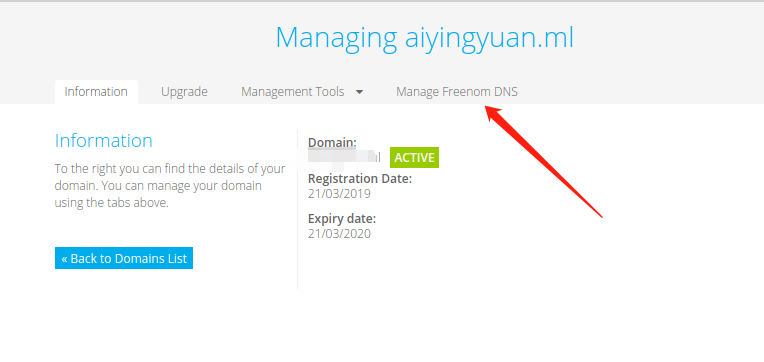 Managing aiyingyuan.ml
Information Upgrade Management Tools Manage Freenom DNS
Information
To the right you can find the details of your
domain. You can manage your domain
using the tabs above.
« Back to Domains List
Domain:
ACTIVE
Registration Date:
21/03/2019
Expiry date:
21/03/2020